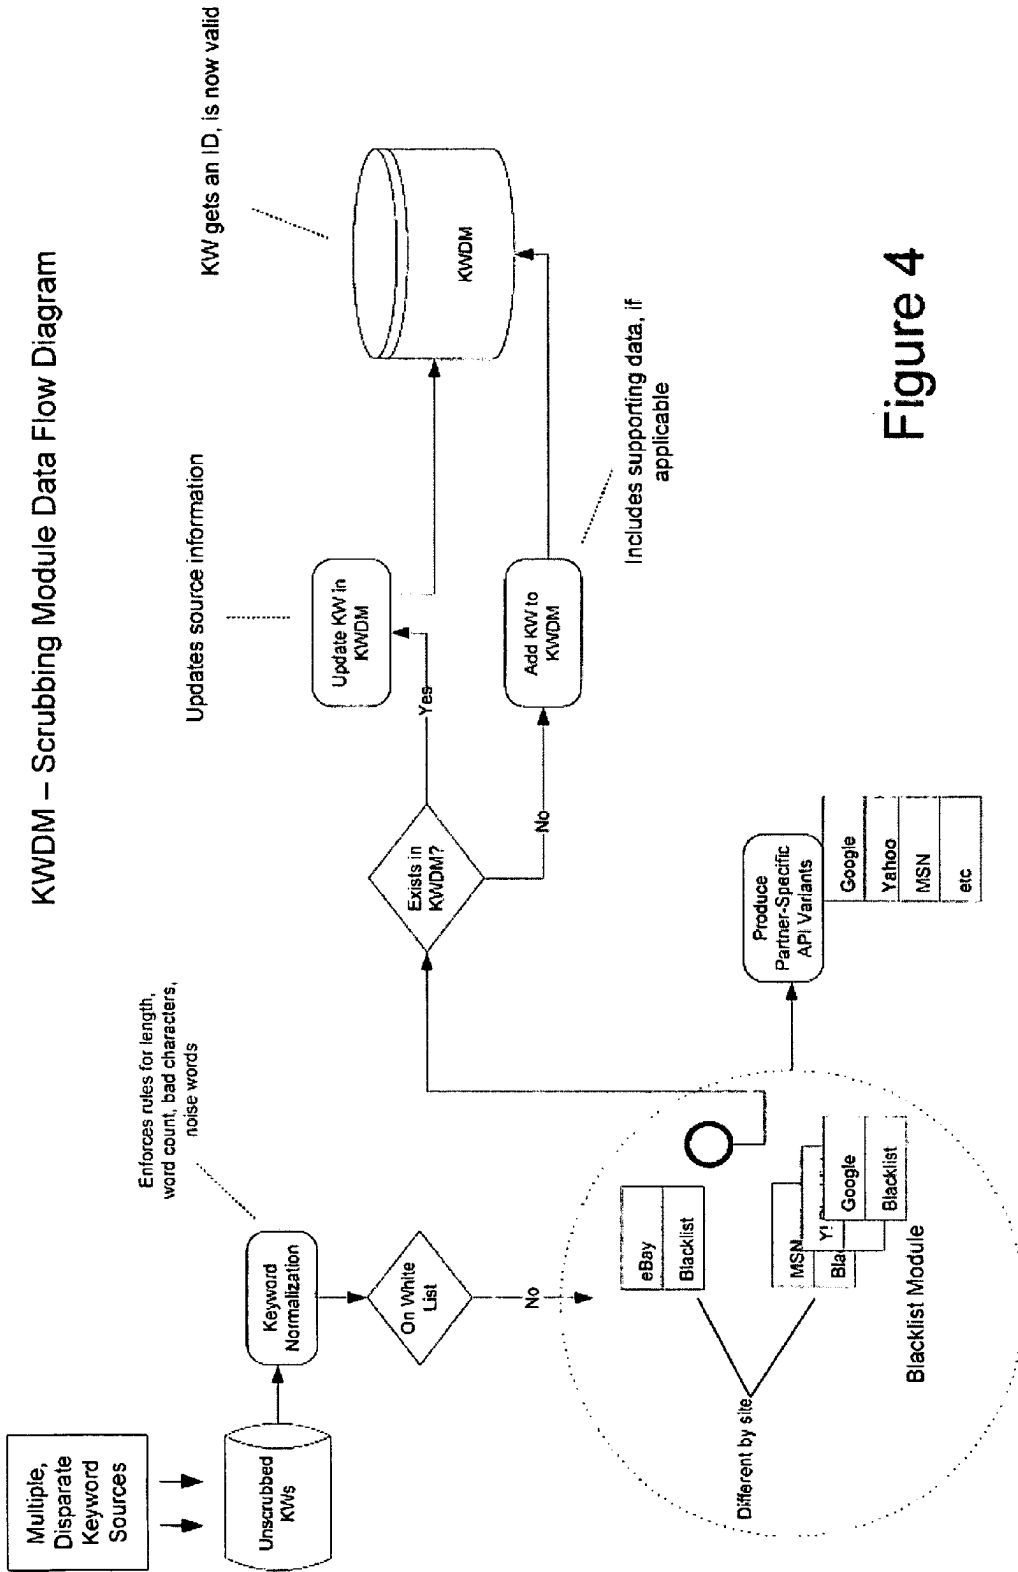 KWDM – Scrubbing Module Data Flow Diagram
Multiple,
Disparate
Keyword
Sources
Unscrubbed
KWs
Keyword
Normalization
Enforces rules for length,
word count, bad characters,
noise words
On White
List
No
eBay
Blacklist
MSN
Blac
Y!
Google
Blacklist
Different by site
Blacklist Module
Produce
Partner-Specific
API Variants
Google
Yahoo
MSN
etc
Exists in
KWDM?
Yes
No
Update KW in
KWDM
Updates source information
Add KW to
KWDM
Includes supporting data, if
applicable
KWDM
KW gets an ID, is now valid
Figure 4